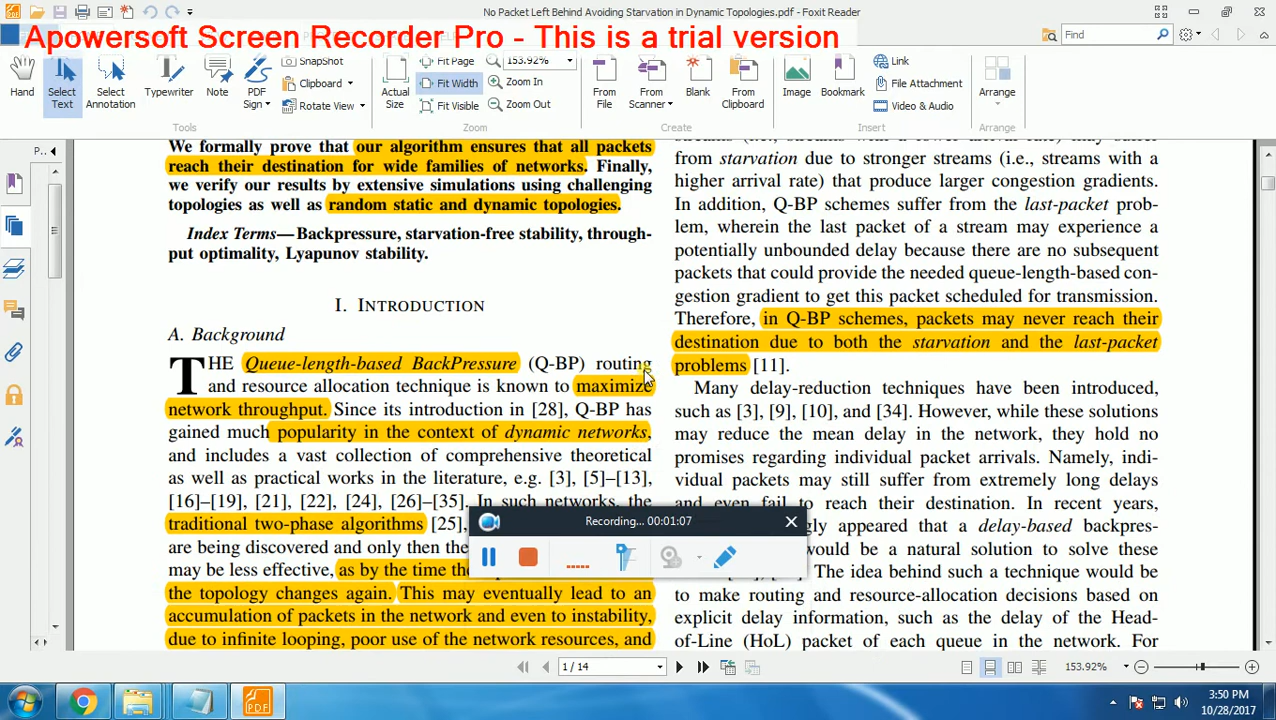 No Packet Left Behind Avoiding Starvation in Dynamic Topologies.pdf - Foxit Reader
Apowersoft Screen Recorder Pro - This is a trial version
Find
Hand
Select Text
Select Annotation
Typewriter
Note
PDF Sign
SnapShot
Clipboard
Rotate View
Tools
Actual Size
Fit Page
Fit Width
Fit Visible
153.92%
Zoom In
Zoom Out
Zoom
From File
From Scanner
Blank
From Clipboard
Create
Image
Bookmark
Link
File Attachment
Video & Audio
Insert
Arrange
Arrange
P..
We formally prove that our algorithm ensures that all packets
reach their destination for wide families of networks. Finally,
we verify our results by extensive simulations using challenging
topologies as well as random static and dynamic topologies.
Index Terms—Backpressure, starvation-free stability, through-
put optimality, Lyapunov stability.
I. INTRODUCTION
A. Background
THE Queue-length-based BackPressure (Q-BP) routing
and resource allocation technique is known to maximize
network throughput. Since its introduction in [28], Q-BP has
gained much popularity in the context of dynamic networks,
and includes a vast collection of comprehensive theoretical
as well as practical works in the literature, e.g. [3], [5]–[13],
[16]–[19], [21], [22], [24], [26]–[35]. In such networks, the
traditional two-phase algorithms [25],
are being discovered and only then the
may be less effective, as by the time the
the topology changes again. This may eventually lead to an
accumulation of packets in the network and even to instability,
due to infinite looping, poor use of the network resources, and
from starvation due to stronger streams (i.e., streams with a
higher arrival rate) that produce larger congestion gradients.
In addition, Q-BP schemes suffer from the last-packet prob-
lem, wherein the last packet of a stream may experience a
potentially unbounded delay because there are no subsequent
packets that could provide the needed queue-length-based con-
gestion gradient to get this packet scheduled for transmission.
Therefore, in Q-BP schemes, packets may never reach their
destination due to both the starvation and the last-packet
problems [11].
Many delay-reduction techniques have been introduced,
such as [3], [9], [10], and [34]. However, while these solutions
may reduce the mean delay in the network, they hold no
promises regarding individual packet arrivals. Namely, indi-
vidual packets may still suffer from extremely long delays
and even fail to reach their destination. In recent years,
appeared that a delay-based backpres-
would be a natural solution to solve these
The idea behind such a technique would be
to make routing and resource-allocation decisions based on
explicit delay information, such as the delay of the Head-
of-Line (HoL) packet of each queue in the network. For
Recording... 00:01:07
1 / 14
153.92%
PDF
3:50 PM
10/28/2017